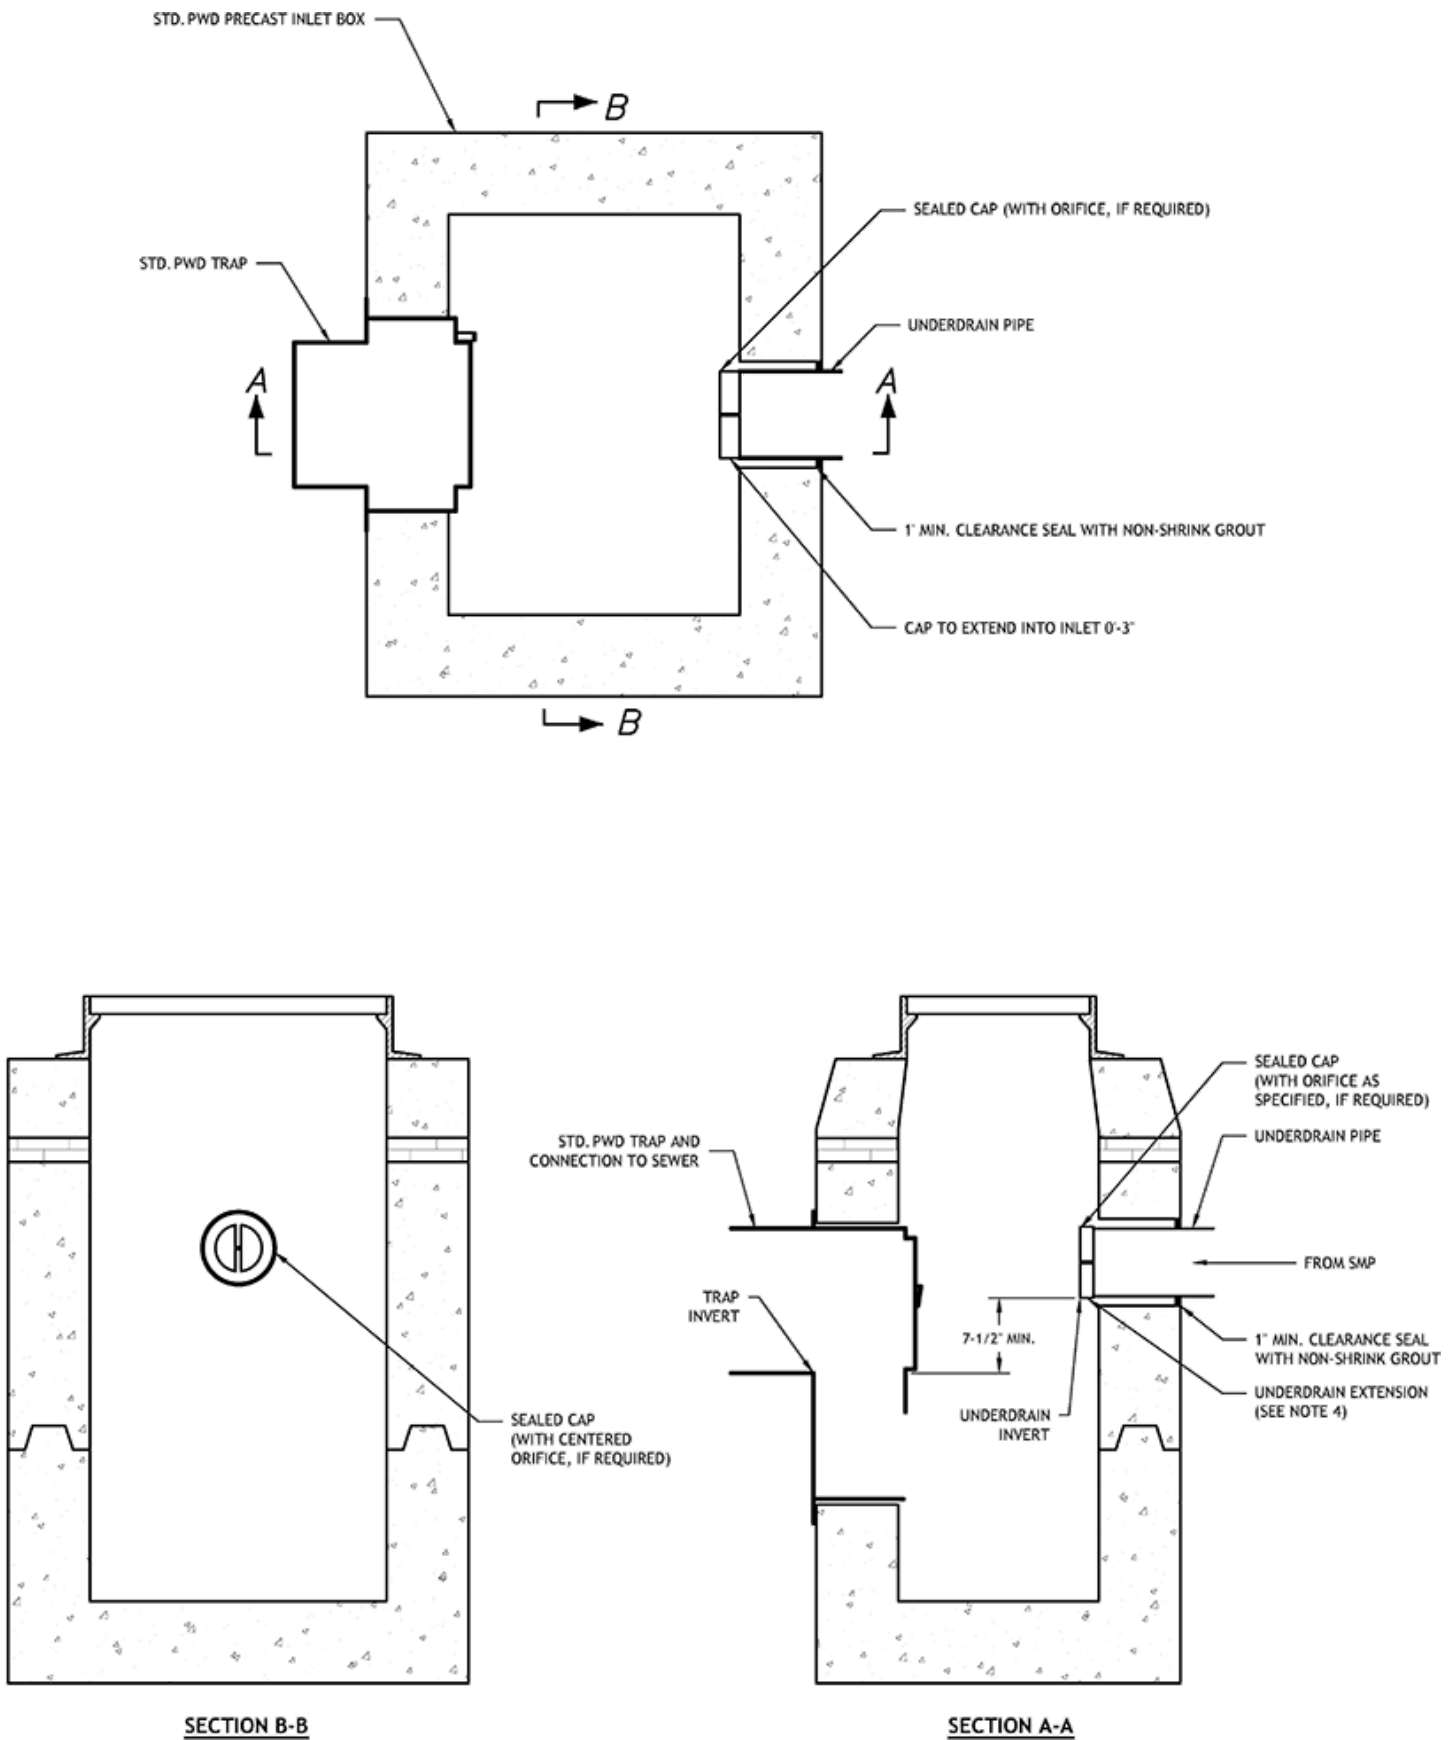 STD. PWD PRECAST INLET BOX
B
SEALED CAP (WITH ORIFICE, IF REQUIRED)
STD. PWD TRAP
UNDERDRAIN PIPE
A
A
1" MIN. CLEARANCE SEAL WITH NON-SHRINK GROUT
CAP TO EXTEND INTO INLET 0'-3"
B
SEALED CAP
(WITH CENTERED
ORIFICE, IF REQUIRED)
SECTION B-B
STD. PWD TRAP AND
CONNECTION TO SEWER
TRAP
INVERT
7-1/2" MIN.
UNDERDRAIN
INVERT
SEALED CAP
(WITH ORIFICE AS
SPECIFIED, IF REQUIRED)
UNDERDRAIN PIPE
FROM SMP
1" MIN. CLEARANCE SEAL
WITH NON-SHRINK GROUT
UNDERDRAIN EXTENSION
(SEE NOTE 4)
SECTION A-A